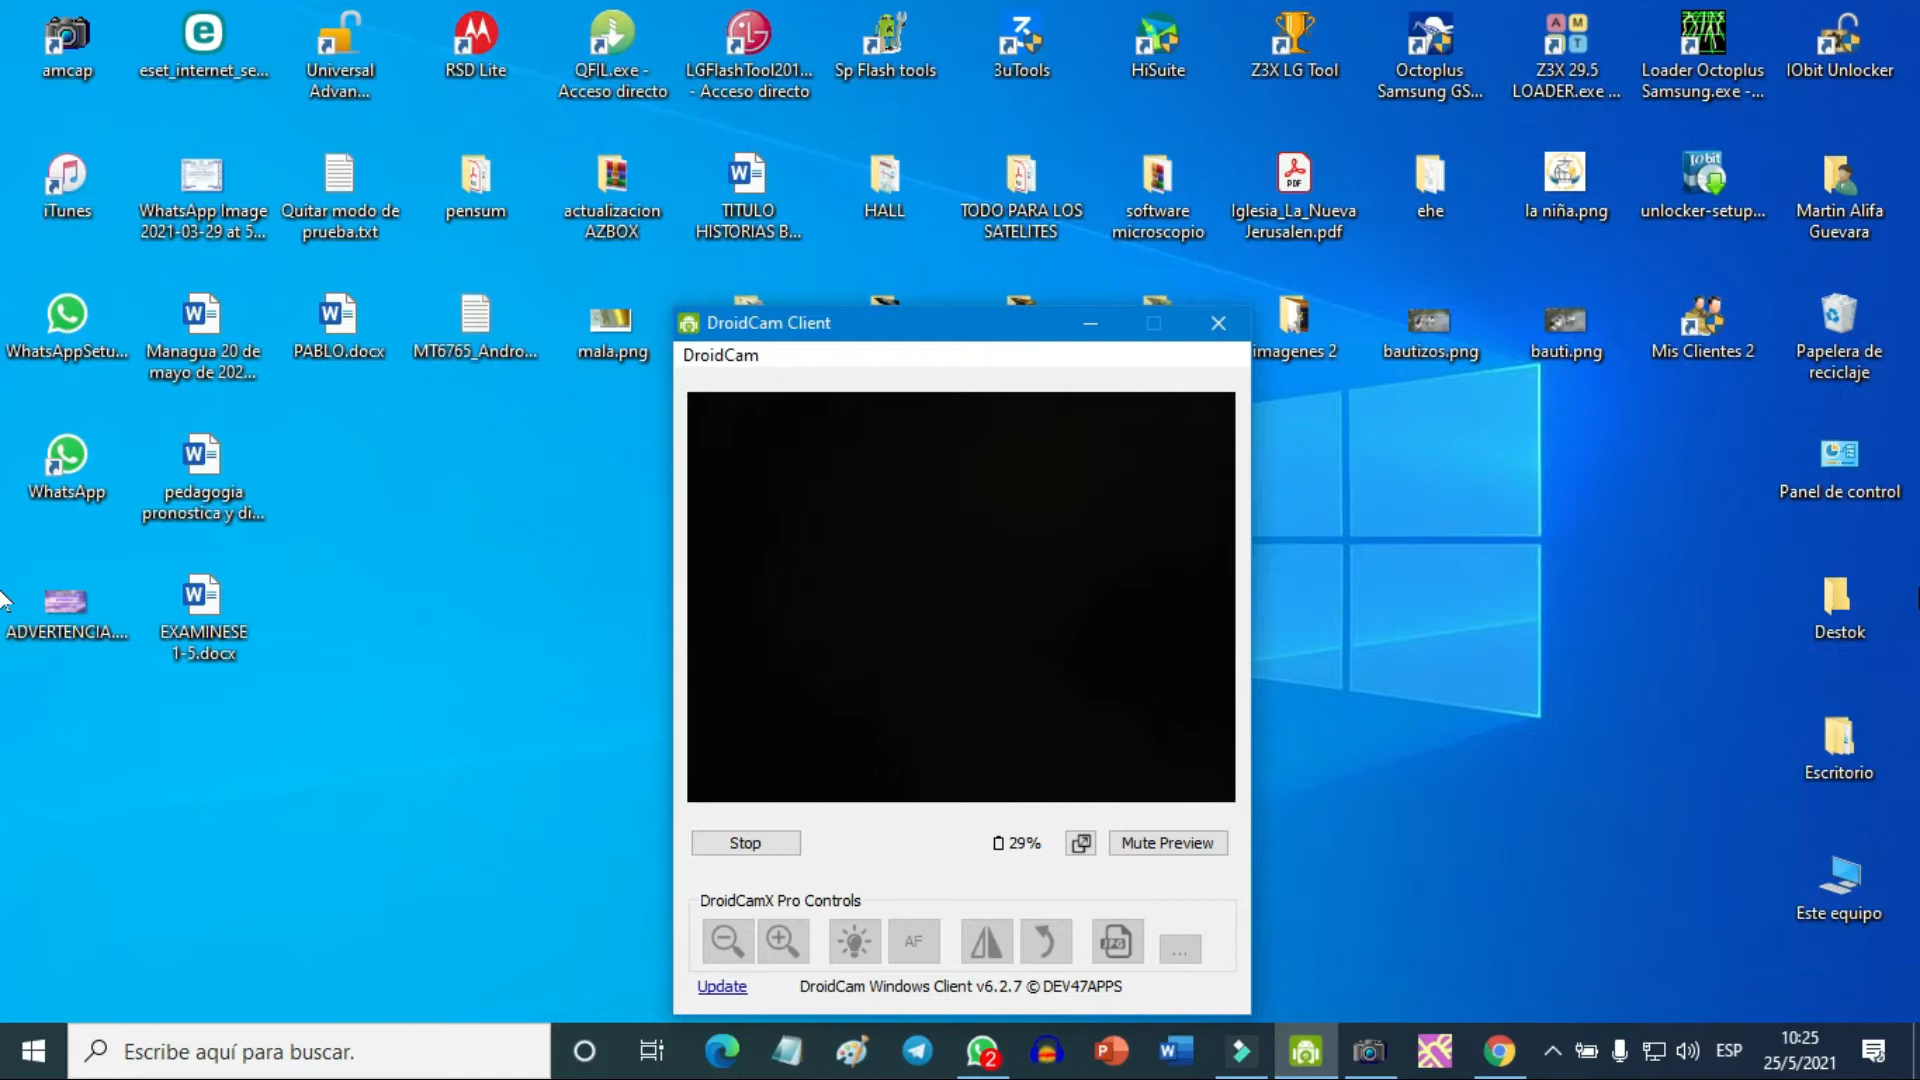 amcap
eset_internet_se...
Universal
Advan...
RSD Lite
QFIL.exe -
Acceso directo
LGFlashTool201...
- Acceso directo
Sp Flash tools
3uTools
HiSuite
Z3X LG Tool
Octoplus
Samsung GS...
Z3X 29.5
LOADER.exe ...
Loader Octoplus
Samsung.exe -...
IObit Unlocker
iTunes
WhatsApp Image
2021-03-29 at 5...
Quitar modo de
prueba.txt
pensum
actualizacion
AZBOX
TITULO
HISTORIAS B...
HALL
TODO PARA LOS
SATELITES
software
microscopio
Iglesia_La_Nueva
Jerusalen.pdf
ehe
la niña.png
unlocker-setup...
Martin Alifa
Guevara
WhatsAppSetu...
Managua 20 de
mayo de 202...
PABLO.docx
MT6765_Andro...
mala.png
imagenes 2
bautizos.png
bauti.png
Mis Clientes 2
Papelera de
reciclaje
WhatsApp
pedagogia
pronostica y di...
Panel de control
ADVERTENCIA....
EXAMINESE
1-5.docx
Destok
Escritorio
Este equipo
DroidCam Client
DroidCam
Stop
29%
Mute Preview
DroidCamX Pro Controls
AF
JPG
...
Update
DroidCam Windows Client v6.2.7 © DEV47APPS
Escribe aquí para buscar.
2
ESP
10:25
25/5/2021